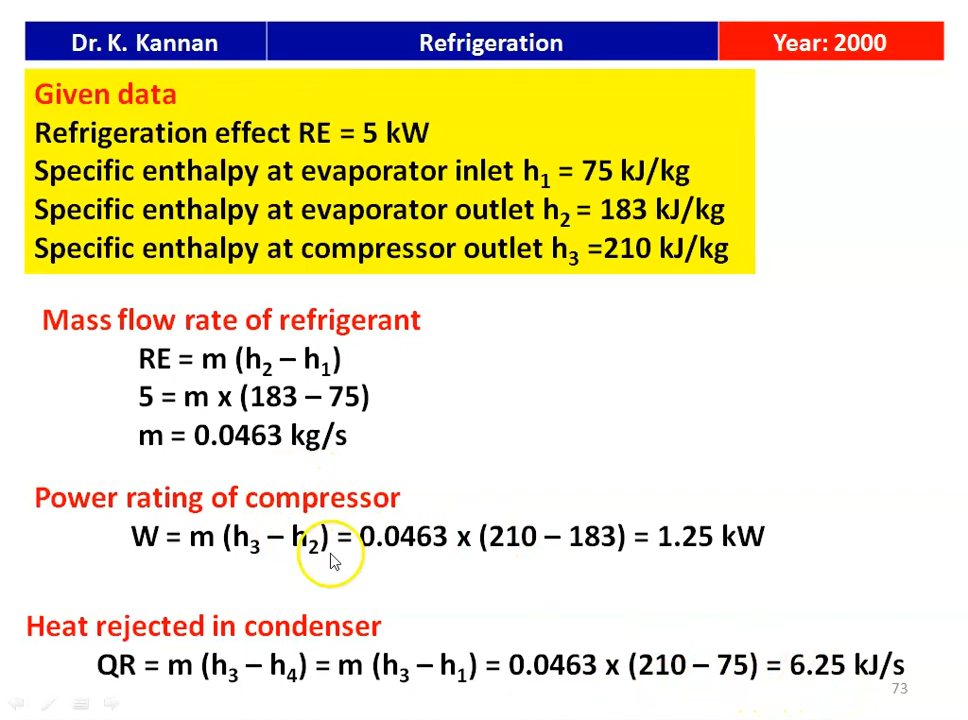 Dr. K. Kannan
Refrigeration
Year: 2000
Given data
Refrigeration effect RE = 5 kW
Specific enthalpy at evaporator inlet h₁ = 75 kJ/kg
Specific enthalpy at evaporator outlet h₂ = 183 kJ/kg
Specific enthalpy at compressor outlet h₃ =210 kJ/kg
Mass flow rate of refrigerant
RE = m (h₂ – h₁)
5 = m x (183 – 75)
m = 0.0463 kg/s
Power rating of compressor
W = m (h₃ – h₂) = 0.0463 x (210 – 183) = 1.25 kW
Heat rejected in condenser
QR = m (h₃ – h₄) = m (h₃ – h₁) = 0.0463 x (210 – 75) = 6.25 kJ/s
73